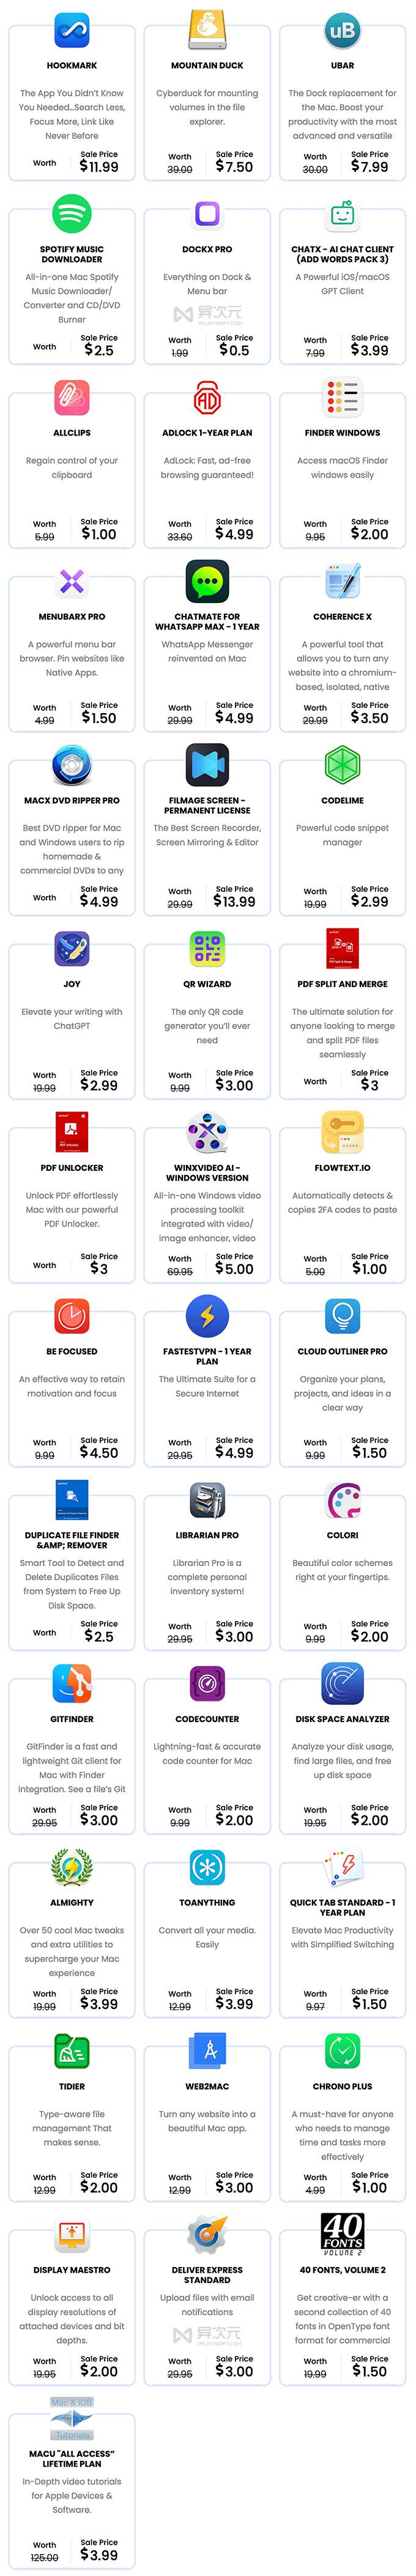 HOOKMARK
The App You Didn't Know
You Needed...Search Less,
Focus More, Link Like
Never Before
Worth
Sale Price
$11.99
MOUNTAIN DUCK
Cyberduck for mounting
volumes in the file
explorer.
Worth
39.00
Sale Price
$7.50
uB
UBAR
The Dock replacement for
the Mac. Boost your
productivity with the most
advanced and versatile
Worth
30.00
Sale Price
$7.99
SPOTIFY MUSIC
DOWNLOADER
All-in-one Mac Spotify
Music Downloader/
Converter and CD/DVD
Burner
Worth
Sale Price
$2.5
DOCKX PRO
Everything on Dock &
Menu bar
异次元
IPLAYSOFT.COM
Worth
1.99
Sale Price
$0.5
CHATX - AI CHAT CLIENT
(ADD WORDS PACK 3)
A Powerful iOS/macOS
GPT Client
Worth
7.99
Sale Price
$3.99
ALLCLIPS
Regain control of your
clipboard
Worth
5.99
Sale Price
$1.00
AD
ADLOCK 1-YEAR PLAN
AdLock: Fast, ad-free
browsing guaranteed!
Worth
33.60
Sale Price
$4.99
FINDER WINDOWS
Access macOS Finder
windows easily
Worth
9.95
Sale Price
$2.00
MENUBARX PRO
A powerful menu bar
browser. Pin websites like
Native Apps.
Worth
4.99
Sale Price
$1.50
CHATMATE FOR
WHATSAPP MAX - 1 YEAR
WhatsApp Messenger
reinvented on Mac
Worth
29.99
Sale Price
$4.99
COHERENCE X
A powerful tool that
allows you to turn any
website into a chromium-
based, isolated, native
Worth
29.99
Sale Price
$3.50
MACX DVD RIPPER PRO
Best DVD ripper for Mac
and Windows users to rip
homemade &
commercial DVDs to any
Worth
Sale Price
$4.99
FILMAGE SCREEN -
PERMANENT LICENSE
The Best Screen Recorder,
Screen Mirroring & Editor
Worth
29.99
Sale Price
$13.99
CODELIME
Powerful code snippet
manager
Worth
19.99
Sale Price
$2.99
JOY
Elevate your writing with
ChatGPT
Worth
19.99
Sale Price
$2.99
QR WIZARD
The only QR code
generator you'll ever
need
Worth
9.99
Sale Price
$3.00
PDF SPLIT AND MERGE
The ultimate solution for
anyone looking to merge
and split PDF files
seamlessly
Worth
Sale Price
$3
PDF UNLOCKER
Unlock PDF effortlessly
Mac with our powerful
PDF Unlocker.
Worth
Sale Price
$3
WINXVIDEO AI -
WINDOWS VERSION
All-in-one Windows video
processing toolkit
integrated with video/
image enhancer, video
Worth
69.95
Sale Price
$5.00
FLOWTEXT.IO
Automatically detects &
copies 2FA codes to paste
Worth
5.00
Sale Price
$1.00
BE FOCUSED
An effective way to retain
motivation and focus
Worth
9.99
Sale Price
$4.50
FASTESTVPN - 1 YEAR
PLAN
The Ultimate Suite for a
Secure Internet
Worth
29.95
Sale Price
$4.99
CLOUD OUTLINER PRO
Organize your plans,
projects, and ideas in a
clear way
Worth
9.99
Sale Price
$1.50
DUPLICATE FILE FINDER
&AMP; REMOVER
Smart Tool to Detect and
Delete Duplicates Files
from System to Free Up
Disk Space.
Worth
Sale Price
$2.5
LIBRARIAN PRO
Librarian Pro is a
complete personal
inventory system!
Worth
29.95
Sale Price
$3.00
COLORI
Beautiful color schemes
right at your fingertips.
Worth
9.99
Sale Price
$2.00
GITFINDER
GitFinder is a fast and
lightweight Git client for
Mac with Finder
integration. See a file's Git
Worth
29.95
Sale Price
$3.00
CODECOUNTER
Lightning-fast & accurate
code counter for Mac
Worth
9.99
Sale Price
$2.00
DISK SPACE ANALYZER
Analyze your disk usage,
find large files, and free
up disk space
Worth
19.95
Sale Price
$2.00
ALMIGHTY
Over 50 cool Mac tweaks
and extra utilities to
supercharge your Mac
experience
Worth
19.99
Sale Price
$3.99
TOANYTHING
Convert all your media.
Easily
Worth
12.99
Sale Price
$3.99
QUICK TAB STANDARD - 1
YEAR PLAN
Elevate Mac Productivity
with Simplified Switching
Worth
9.97
Sale Price
$1.50
TIDIER
Type-aware file
management That
makes sense.
Worth
12.99
Sale Price
$2.00
WEB2MAC
Turn any website into a
beautiful Mac app.
Worth
12.99
Sale Price
$3.00
CHRONO PLUS
A must-have for anyone
who needs to manage
time and tasks more
effectively
Worth
4.99
Sale Price
$1.00
DISPLAY MAESTRO
Unlock access to all
display resolutions of
attached devices and bit
depths.
Worth
19.95
Sale Price
$2.00
DELIVER EXPRESS
STANDARD
Upload files with email
notifications
异次元
IPLAYSOFT.COM
Worth
29.95
Sale Price
$3.00
40
FONTS
VOLUME 2
40 FONTS, VOLUME 2
Get creative-er with a
second collection of 40
fonts in OpenType font
format for commercial
Worth
19.99
Sale Price
$1.50
Mac & iOS
Tutorials
MACU "ALL ACCESS"
LIFETIME PLAN
In-Depth video tutorials
for Apple Devices &
Software.
Worth
125.00
Sale Price
$3.99